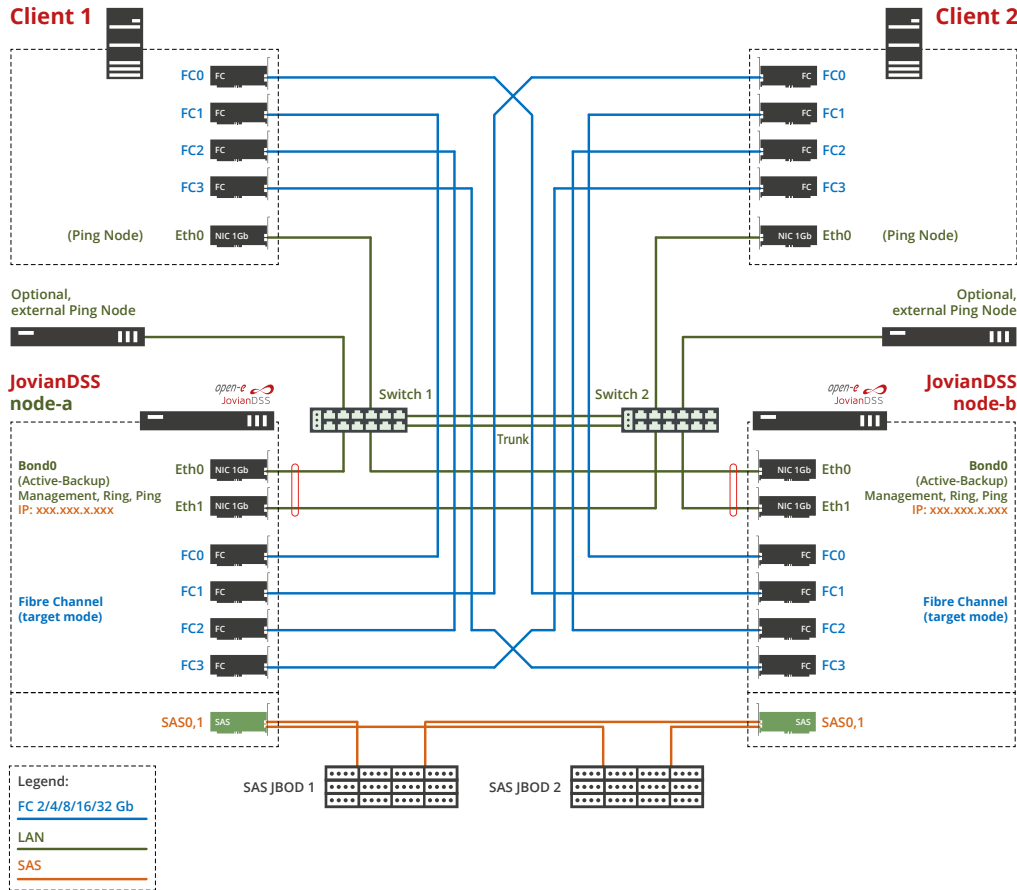 Client 1
Client 2
FC0 FC
FC FC0
FC1 FC
FC FC1
FC2 FC
FC FC2
FC3 FC
FC FC3
(Ping Node) Eth0 NIC 1Gb
NIC 1Gb Eth0 (Ping Node)
Optional,
external Ping Node
Optional,
external Ping Node
JovianDSS
node-a
open-e
JovianDSS
Switch 1
Switch 2
open-e
JovianDSS
JovianDSS
node-b
Trunk
Bond0
(Active-Backup)
Management, Ring, Ping
IP: xxx.xxx.x.xxx
Eth0 NIC 1Gb
Eth1 NIC 1Gb
NIC 1Gb Eth0
NIC 1Gb Eth1
Bond0
(Active-Backup)
Management, Ring, Ping
IP: xxx.xxx.x.xxx
FC0 FC
FC FC0
FC1 FC
FC FC1
Fibre Channel
(target mode)
Fibre Channel
(target mode)
FC2 FC
FC FC2
FC3 FC
FC FC3
SAS0,1 SAS
SAS SAS0,1
SAS JBOD 1
SAS JBOD 2
Legend:
FC 2/4/8/16/32 Gb
LAN
SAS